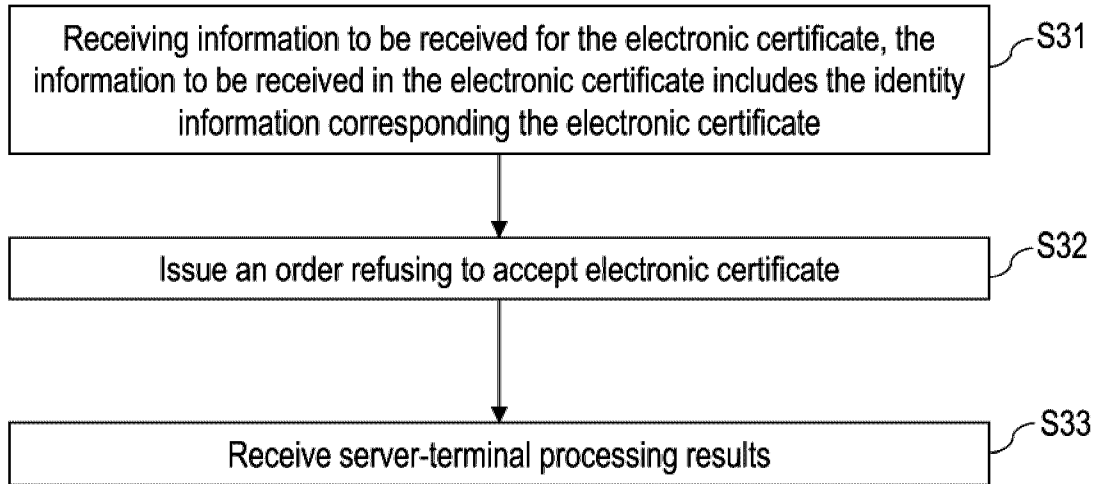 Receiving information to be received for the electronic certificate, the
information to be received in the electronic certificate includes the identity
information corresponding the electronic certificate
S31
Issue an order refusing to accept electronic certificate
S32
Receive server-terminal processing results
S33